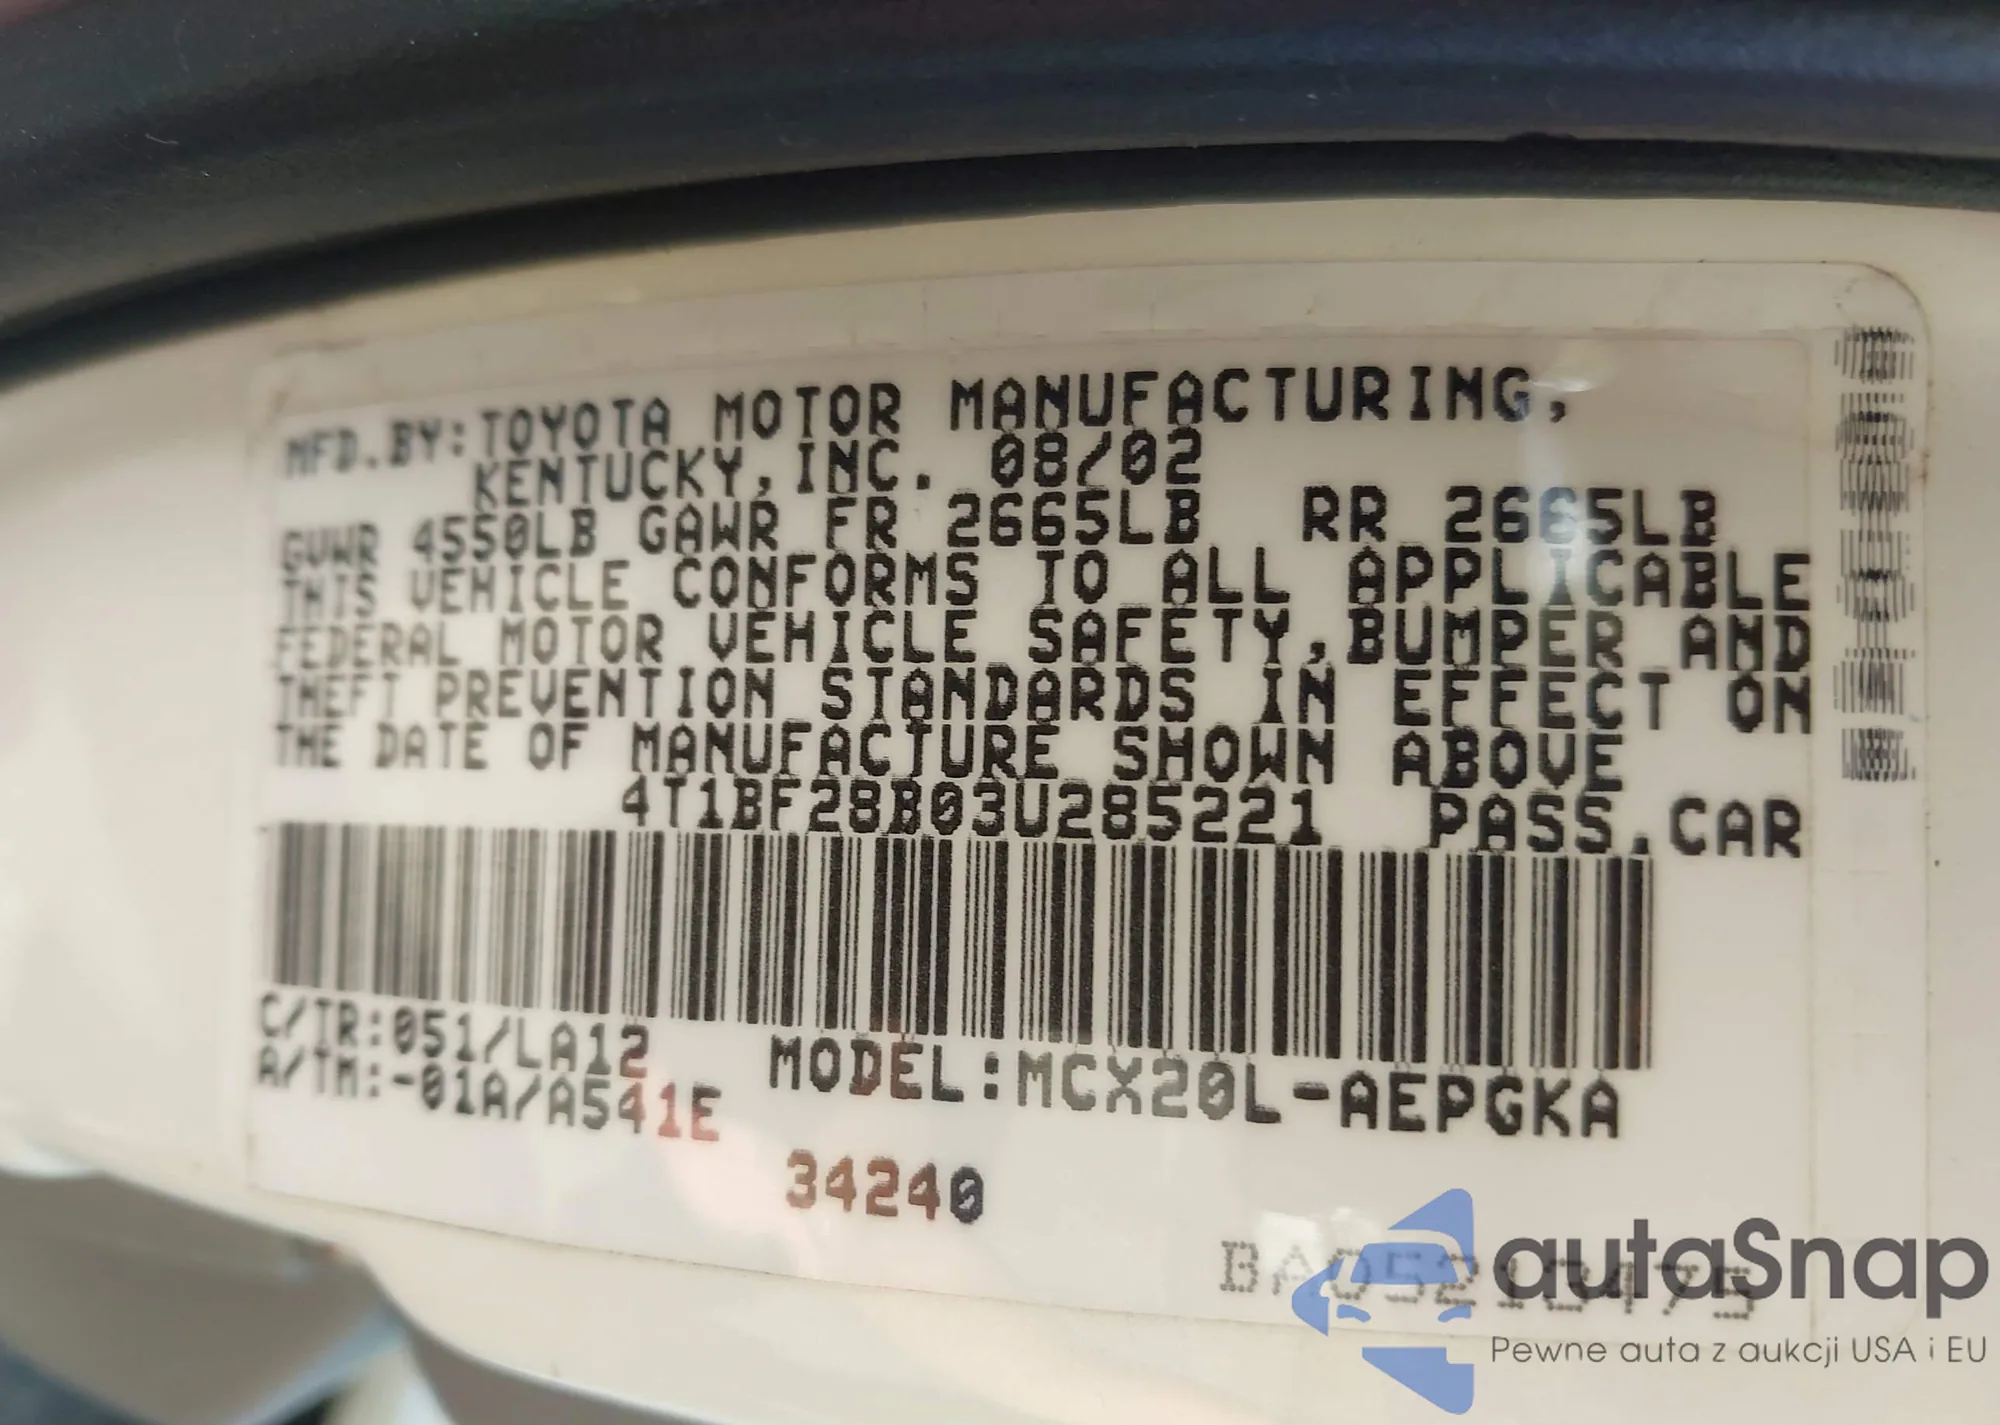 MFD.BY:TOYOTA MOTOR MANUFACTURING,
KENTUCKY,INC. 08/02
GVWR 4550LB GAWR FR 2665LB RR 2665LB
THIS VEHICLE CONFORMS TO ALL APPLICABLE
FEDERAL MOTOR VEHICLE SAFETY,BUMPER AND
THEFT PREVENTION STANDARDS IN EFFECT ON
THE DATE OF MANUFACTURE SHOWN ABOVE
4T1BF28B03U285221 PASS.CAR
C/TR:051/LA12
A/TM:-01A/A541E
MODEL:MCX20L-AEPGKA
34240
autaSnap
Pewne auta z aukcji USA i EU